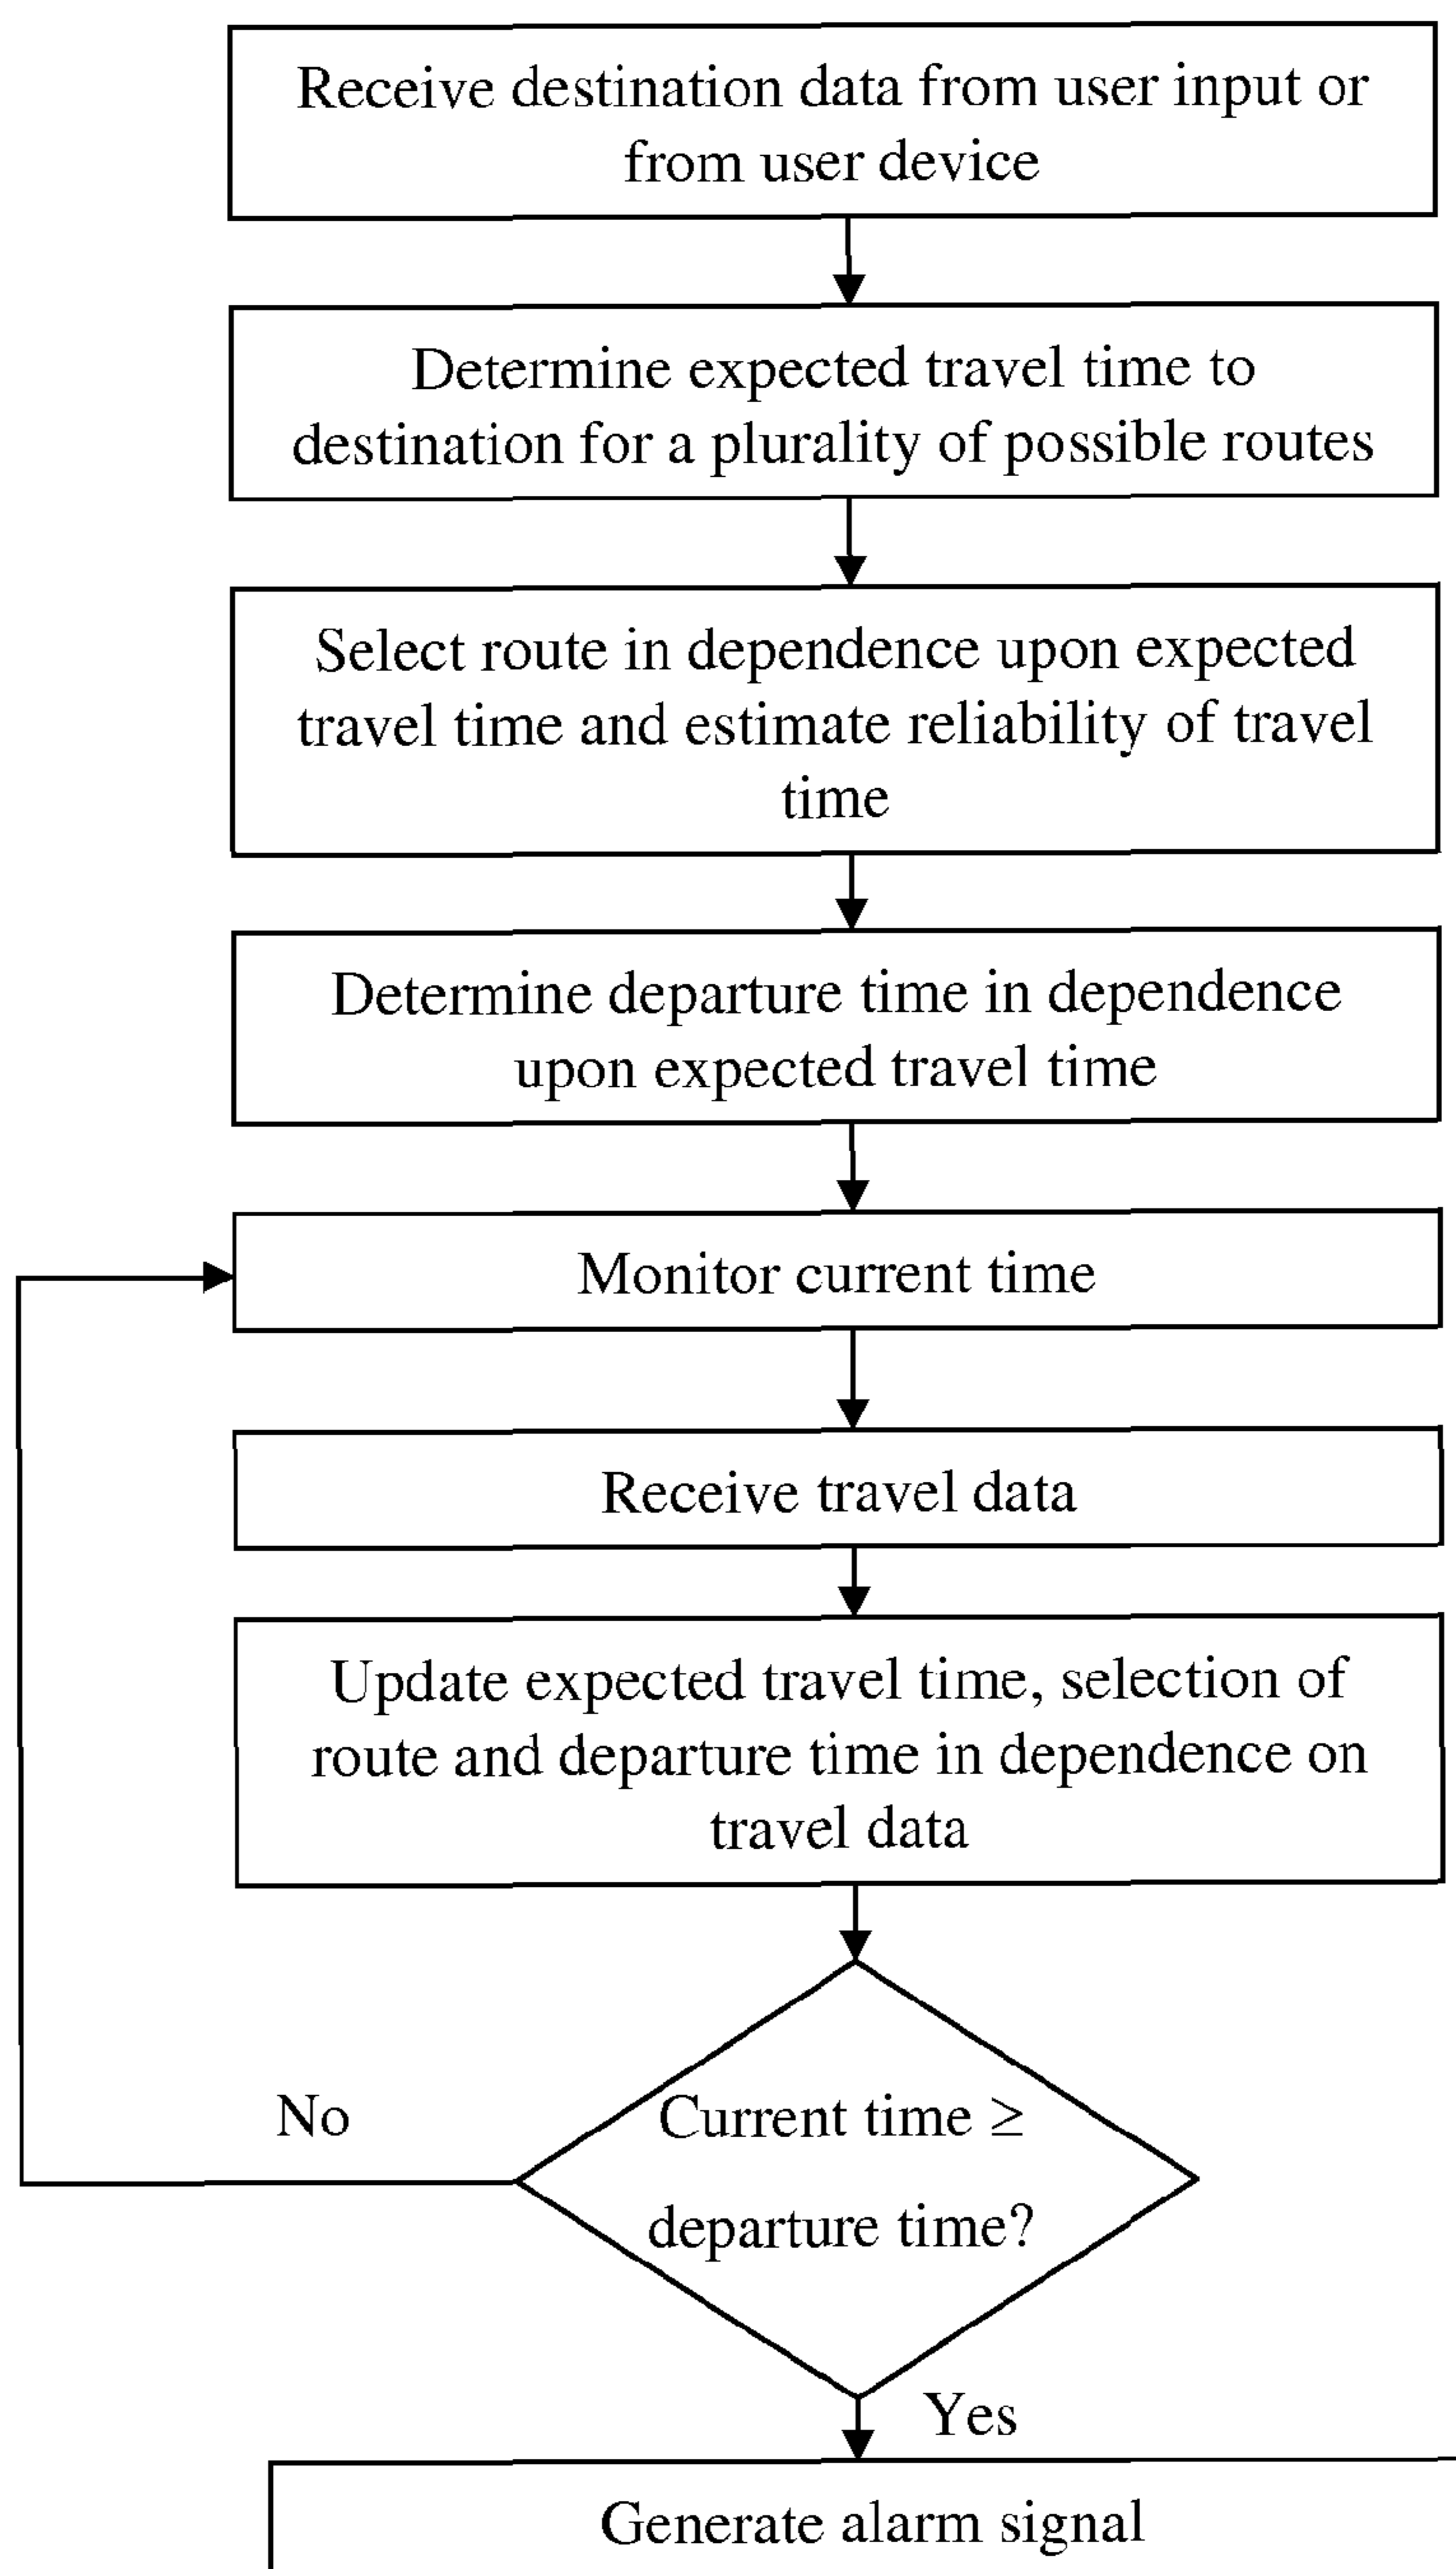 Receive destination data from user input or
from user device
Determine expected travel time to
destination for a plurality of possible routes
Select route in dependence upon expected
travel time and estimate reliability of travel
time
Determine departure time in dependence
upon expected travel time
Monitor current time
Receive travel data
Update expected travel time, selection of
route and departure time in dependence on
travel data
No
Current time ≥
departure time?
Yes
Generate alarm signal